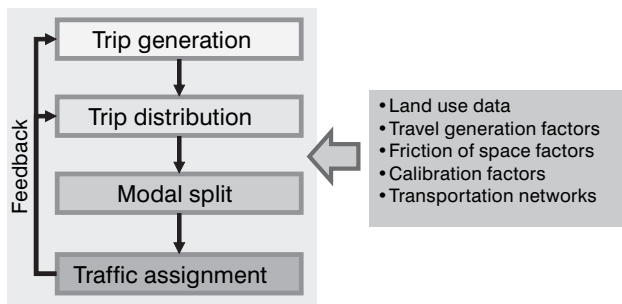 Trip generation
Trip distribution
Modal split
Traffic assignment
Feedback
• Land use data
• Travel generation factors
• Friction of space factors
• Calibration factors
• Transportation networks